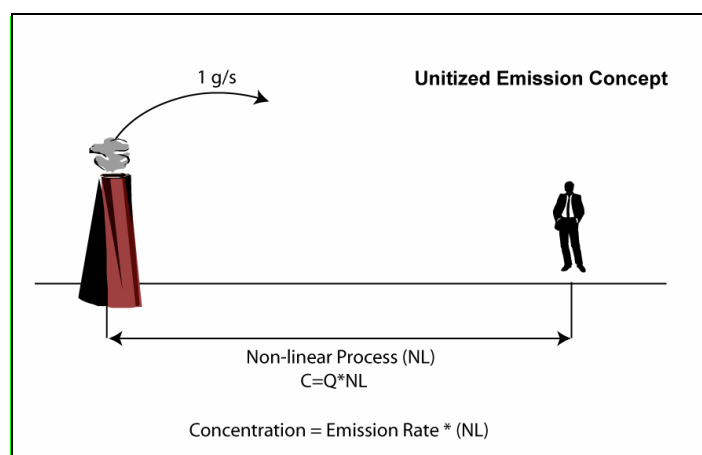 1 g/s
Unitized Emission Concept
Non-linear Process (NL)
C=Q*NL
Concentration = Emission Rate * (NL)